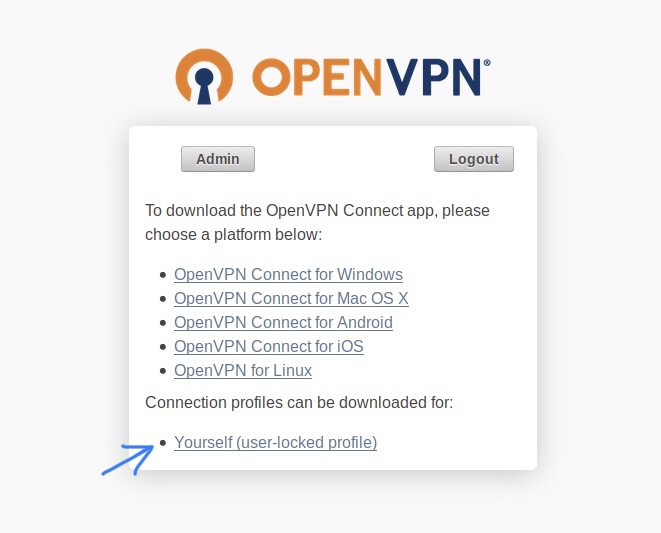 OPENVPN®
Admin
Logout
To download the OpenVPN Connect app, please
choose a platform below:
OpenVPN Connect for Windows
OpenVPN Connect for Mac OS X
OpenVPN Connect for Android
OpenVPN Connect for iOS
OpenVPN for Linux
Connection profiles can be downloaded for:
Yourself (user-locked profile)